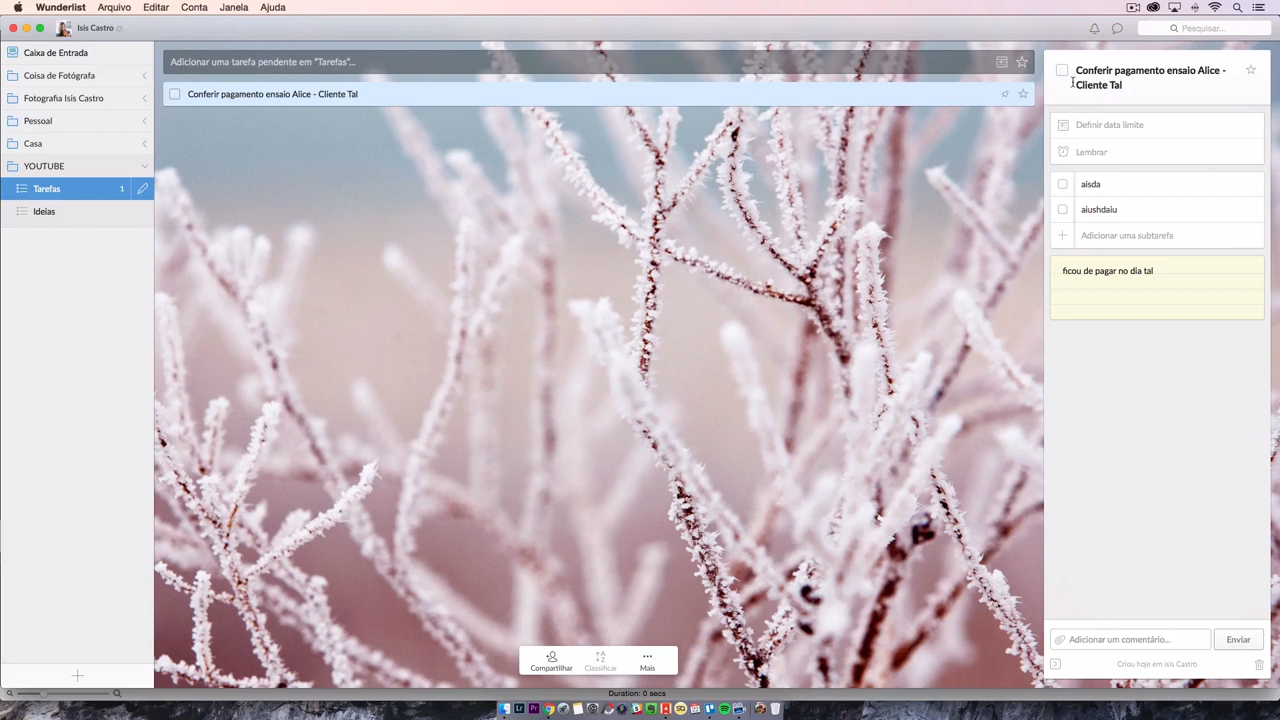 Wunderlist Arquivo Editar Conta Janela Ajuda
Isis Castro
Pesquisar...
Caixa de Entrada
Coisa de Fotógrafa
Fotografia Isis Castro
Pessoal
Casa
YOUTUBE
Tarefas 1
Ideias
Adicionar uma tarefa pendente em "Tarefas"...
Conferir pagamento ensaio Alice - Cliente Tal
Compartilhar Classificar Mais
Conferir pagamento ensaio Alice -
Cliente Tal
Definir data limite
Lembrar
aisda
aiushdaiu
Adicionar uma subtarefa
ficou de pagar no dia tal
Adicionar um comentário... Enviar
Criou hoje em Isis Castro
Duration: 0 secs